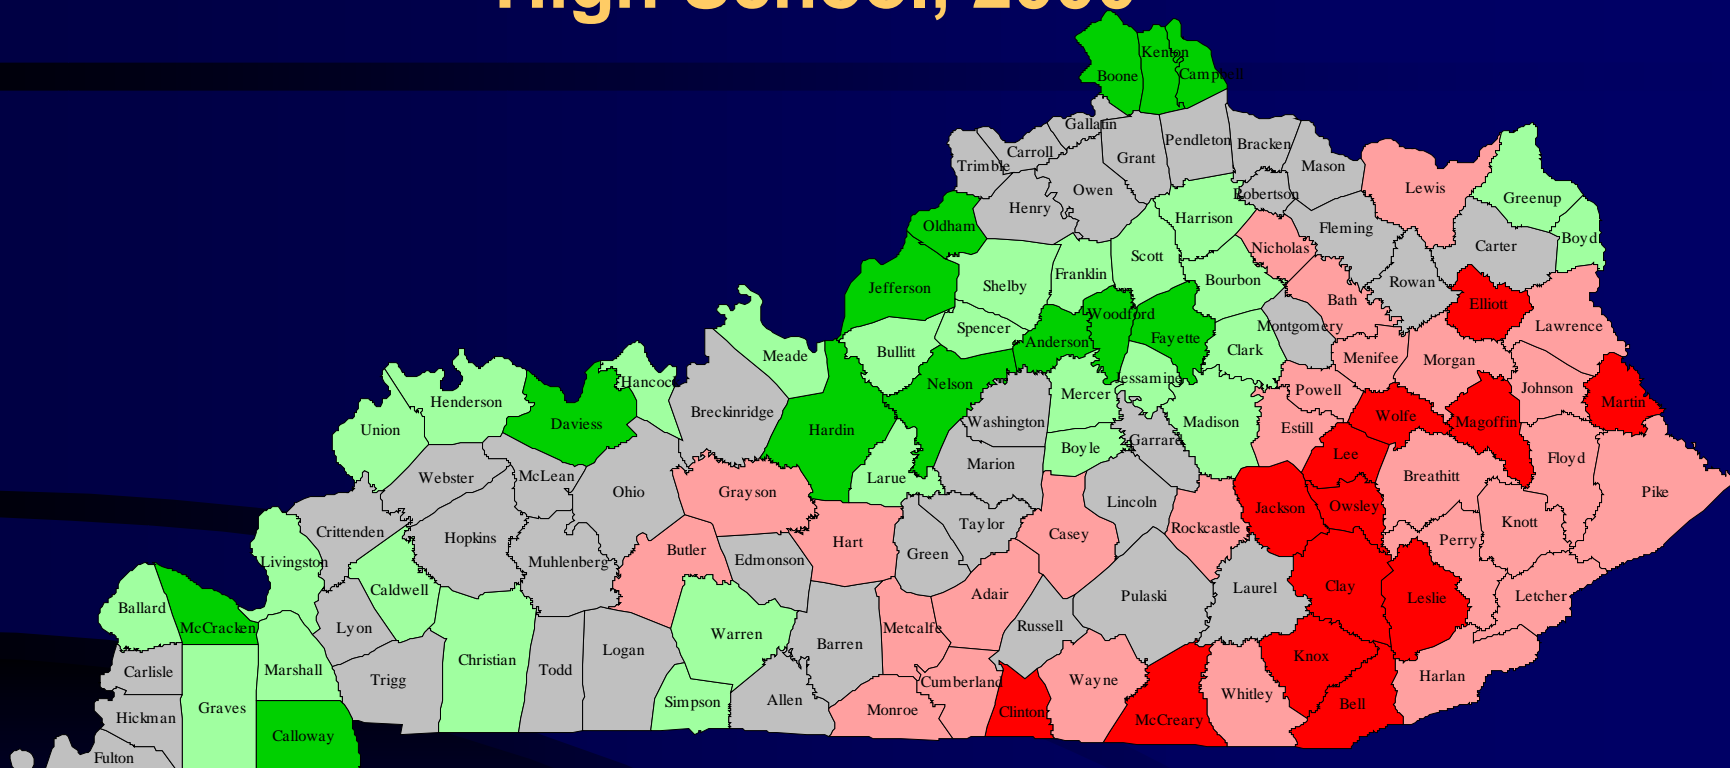 High School, 2000
Kenton
Boone
Campbell
Gallatin
Pendleton
Bracken
Carroll
Grant
Trimble
Mason
Owen
Lewis
Robertson
Greenup
Henry
Harrison
Oldham
Fleming
Boyd
Nicholas
Carter
Scott
Franklin
Bourbon
Rowan
Shelby
Jefferson
Bath
Elliott
Woodford
Spencer
Montgomery
Lawrence
Fayette
Anderson
Bullitt
Clark
Meade
Menifee
Morgan
Jessamine
Hancock
Nelson
Powell
Johnson
Mercer
Henderson
Martin
Breckinridge
Wolfe
Daviess
Washington
Madison
Magoffin
Union
Hardin
Estill
Garrard
Boyle
Lee
Floyd
Marion
Webster
McLean
Larue
Breathitt
Ohio
Grayson
Pike
Lincoln
Jackson
Owsley
Taylor
Knott
Crittenden
Rockcastle
Casey
Hopkins
Perry
Hart
Butler
Green
Livingston
Muhlenberg
Edmonson
Caldwell
Laurel
Clay
Adair
Pulaski
Letcher
Leslie
Ballard
McCracken
Lyon
Metcalfe
Russell
Warren
Barren
Logan
Knox
Christian
Carlisle
Marshall
Todd
Trigg
Cumberland
Wayne
Harlan
Whitley
Simpson
Allen
Bell
Graves
Monroe
Clinton
Hickman
McCreary
Calloway
Fulton